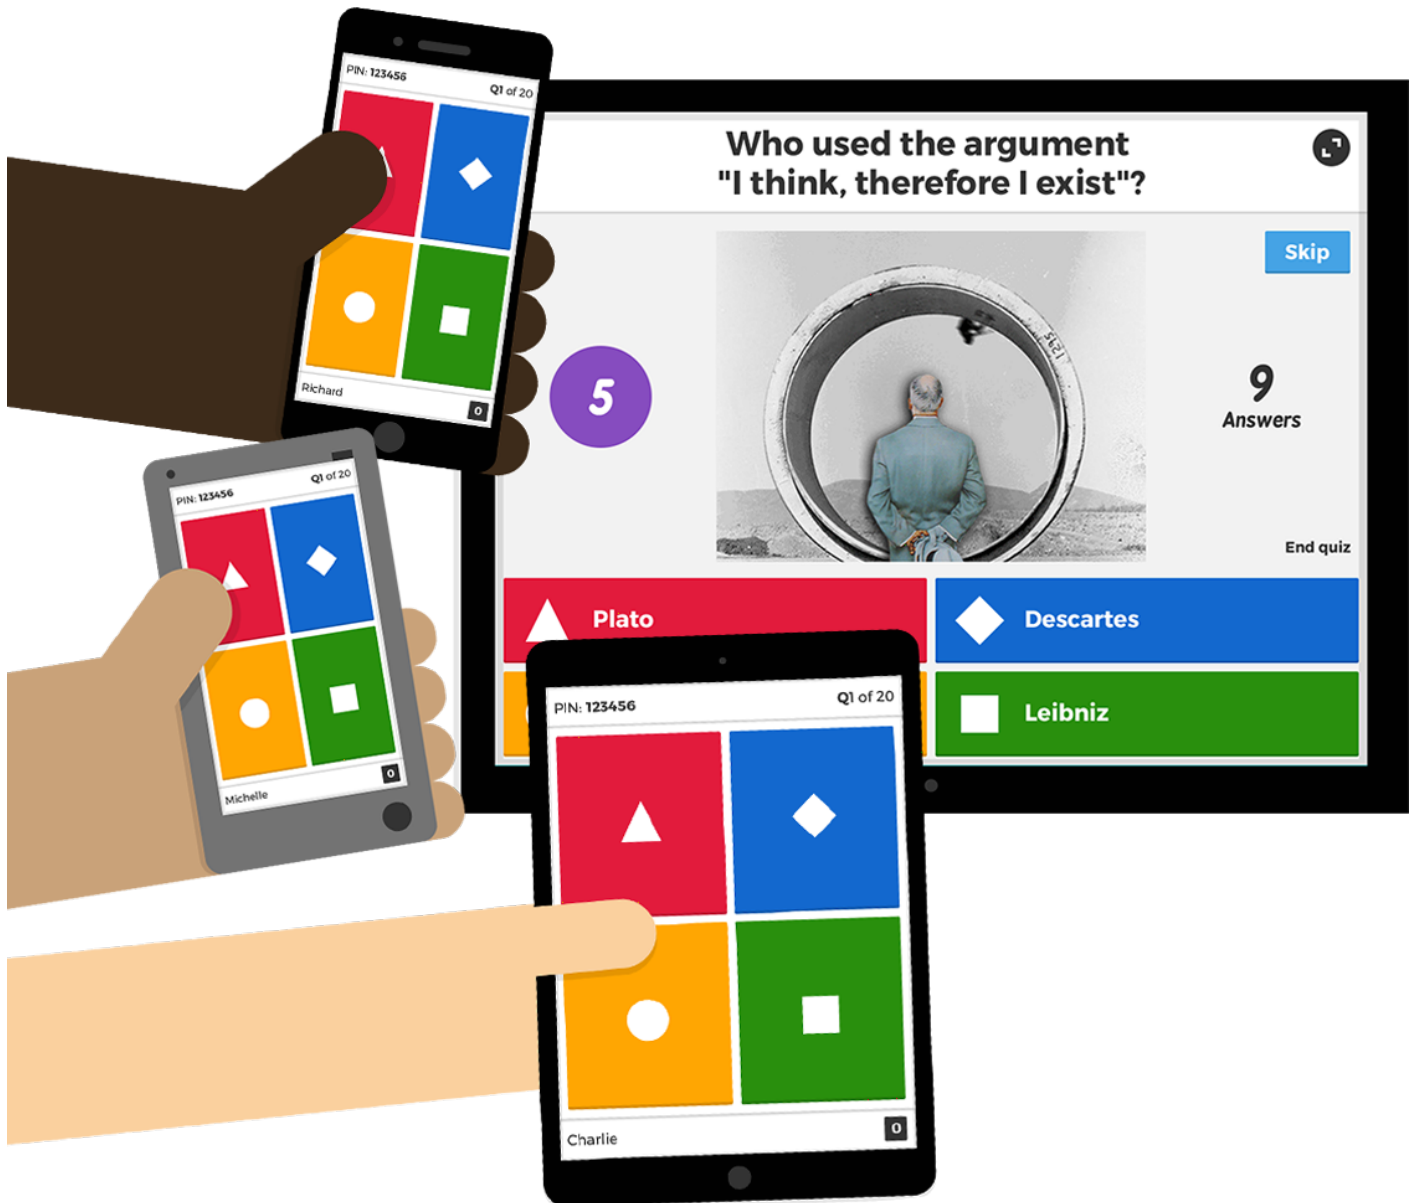 PIN: 123456
Q1 of 20
Richard
0
Who used the argument
"I think, therefore I exist"?
Skip
5
1295
9
Answers
End quiz
Plato
Descartes
Leibniz
PIN: 123456
Q1 of 20
Michelle
0
PIN: 123456
Q1 of 20
Charlie
0